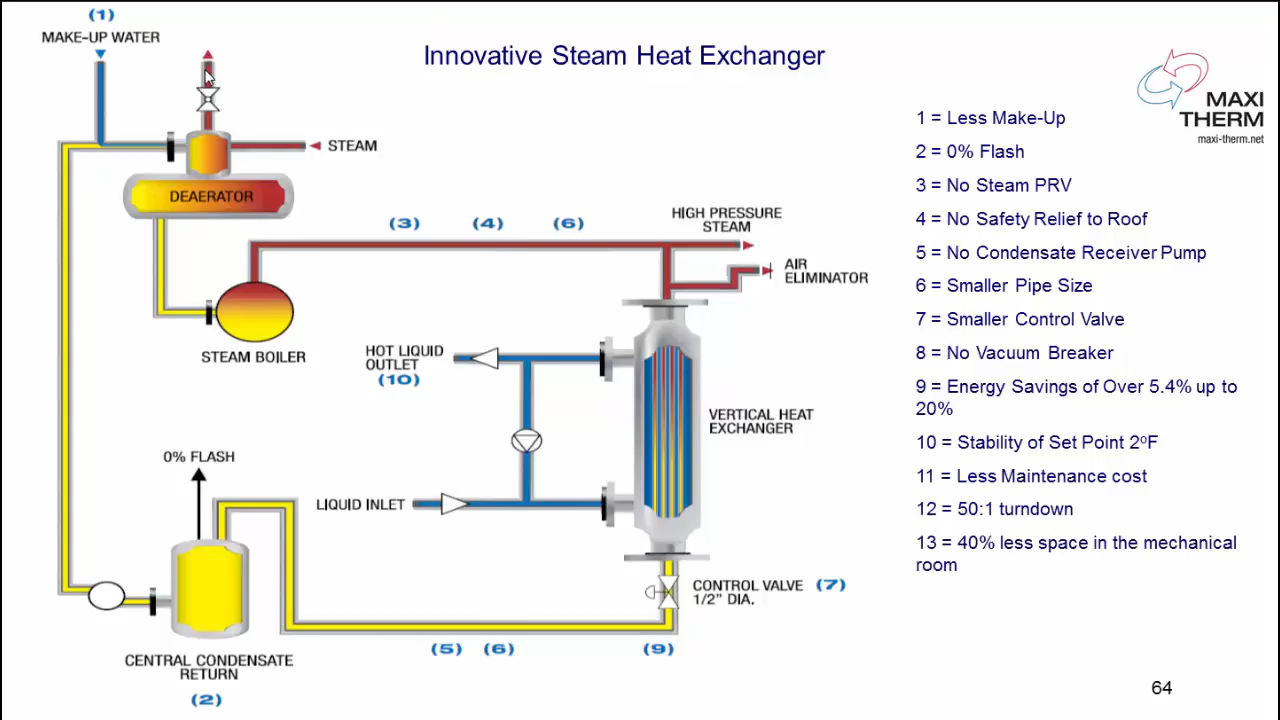 (1)
MAKE-UP WATER
Innovative Steam Heat Exchanger
MAXI
THERM
maxi-therm.net
STEAM
DEAERATOR
(3) (4) (6)
HIGH PRESSURE
STEAM
AIR
ELIMINATOR
STEAM BOILER
HOT LIQUID
OUTLET
(10)
VERTICAL HEAT
EXCHANGER
0% FLASH
LIQUID INLET
CONTROL VALVE (7)
1/2” DIA.
(5) (6) (9)
CENTRAL CONDENSATE
RETURN
(2)
1 = Less Make-Up
2 = 0% Flash
3 = No Steam PRV
4 = No Safety Relief to Roof
5 = No Condensate Receiver Pump
6 = Smaller Pipe Size
7 = Smaller Control Valve
8 = No Vacuum Breaker
9 = Energy Savings of Over 5.4% up to
20%
10 = Stability of Set Point 2ºF
11 = Less Maintenance cost
12 = 50:1 turndown
13 = 40% less space in the mechanical
room
64